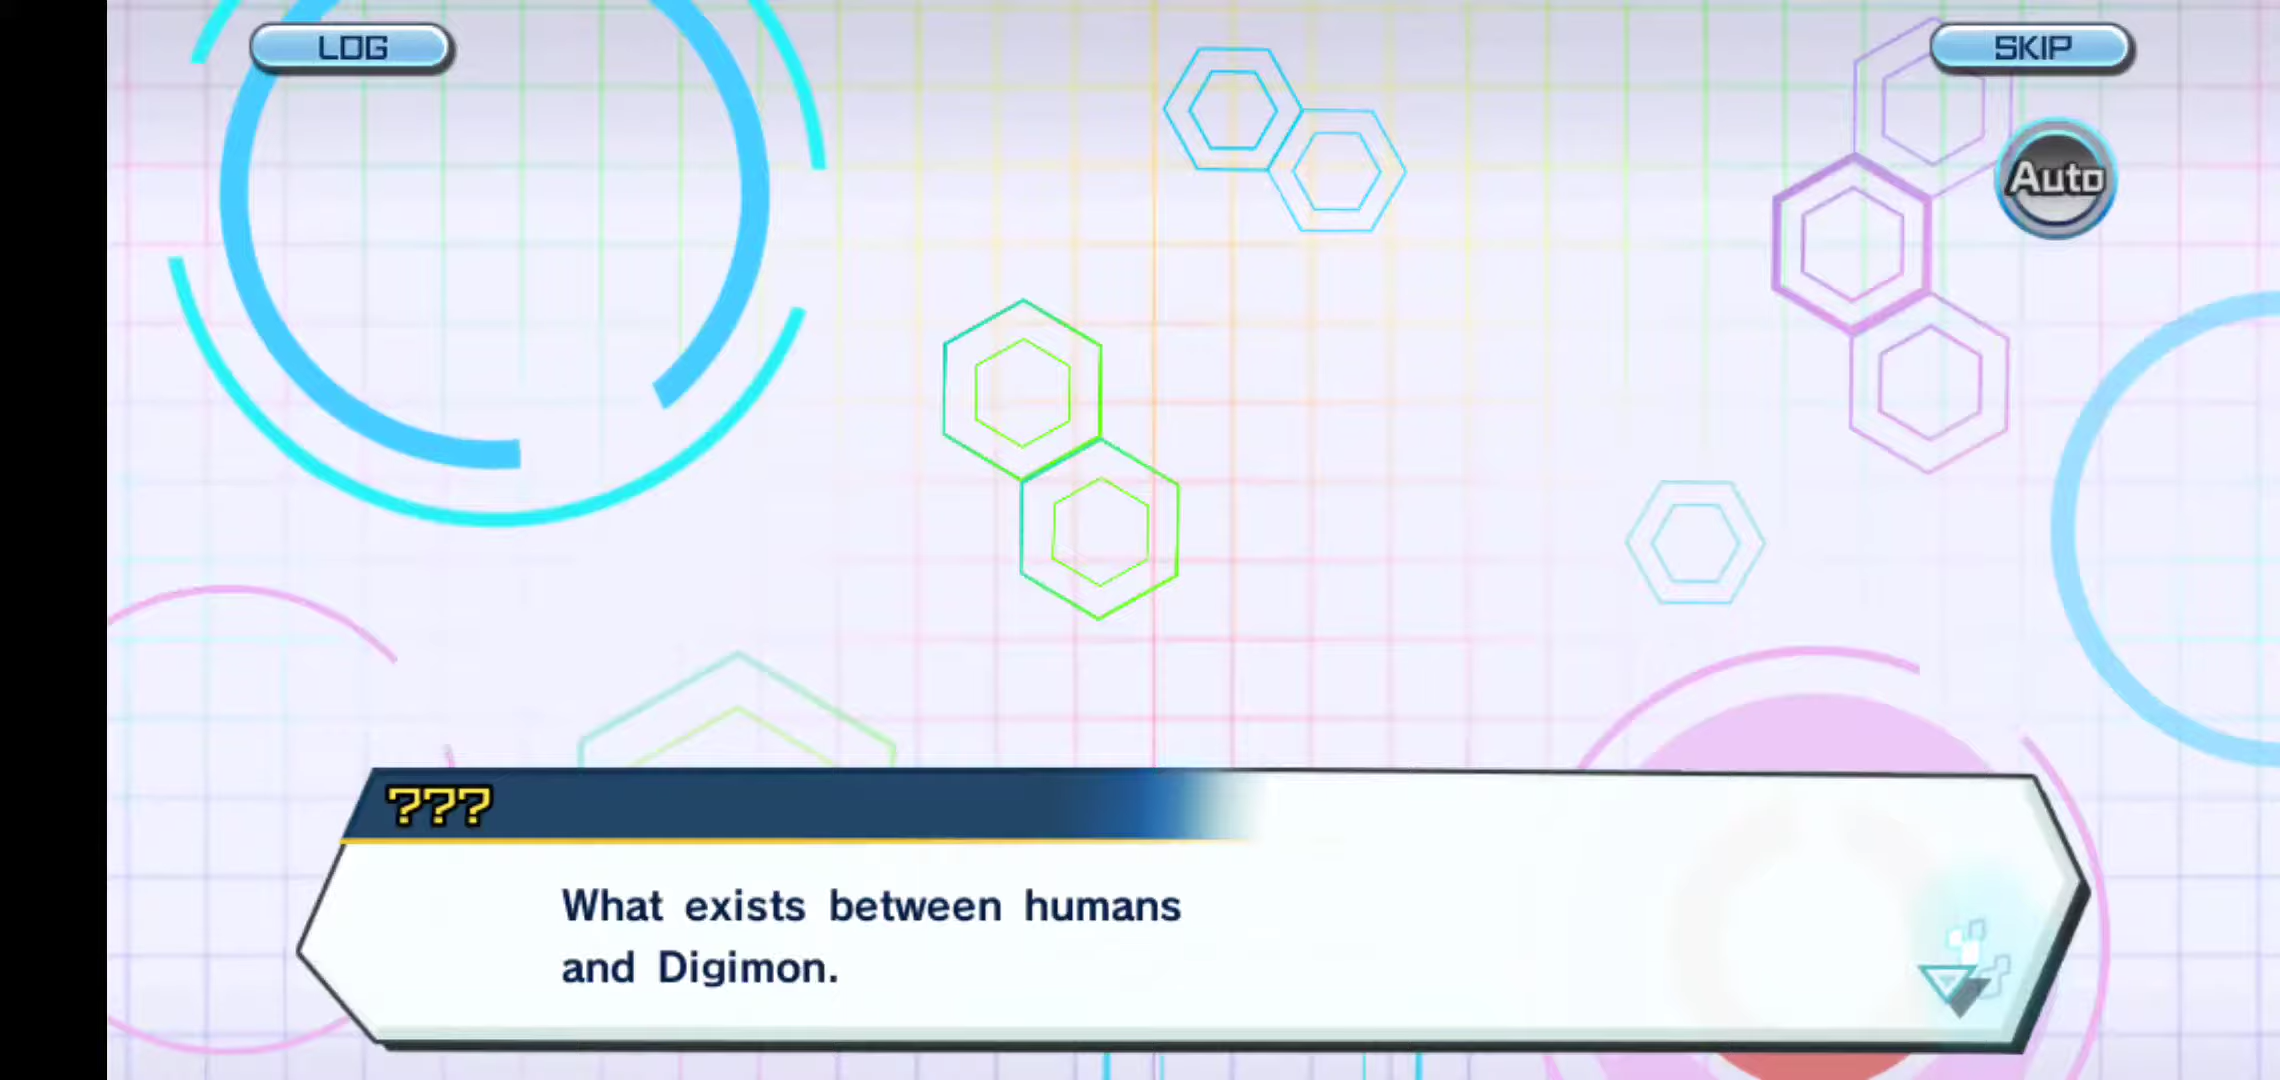 LOG
SKIP
Auto
???
What exists between humans
and Digimon.